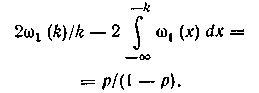 2ω₁ (k)/k — 2 ∫_{—∞}^{—k} ω₁ (x) dx =
= p/(1 — p).